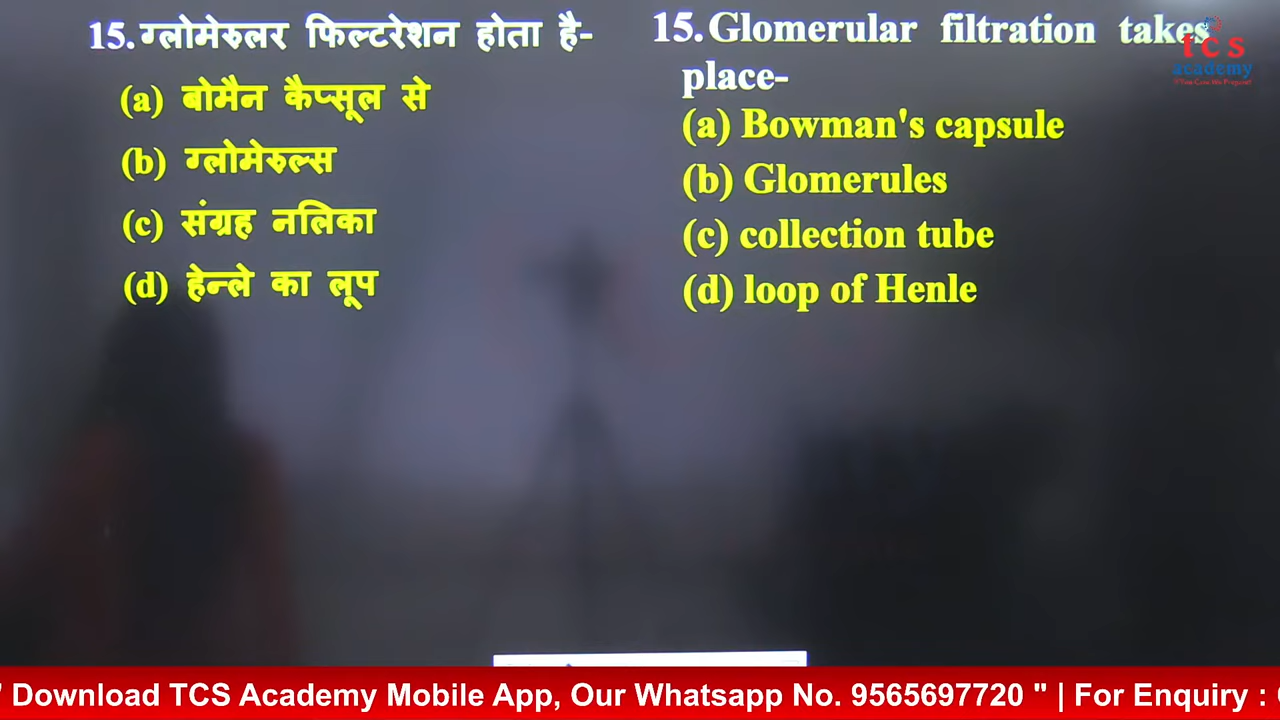 15.ग्लोमेरुलर फिल्टरेशन होता है-
(a) बोमैन कैप्सूल से
(b) ग्लोमेरुल्स
(c) संग्रह नलिका
(d) हेन्ले का लूप
15.Glomerular filtration takes
place-
(a) Bowman's capsule
(b) Glomerules
(c) collection tube
(d) loop of Henle
tcs
academy
" Download TCS Academy Mobile App, Our Whatsapp No. 9565697720 " | For Enquiry :